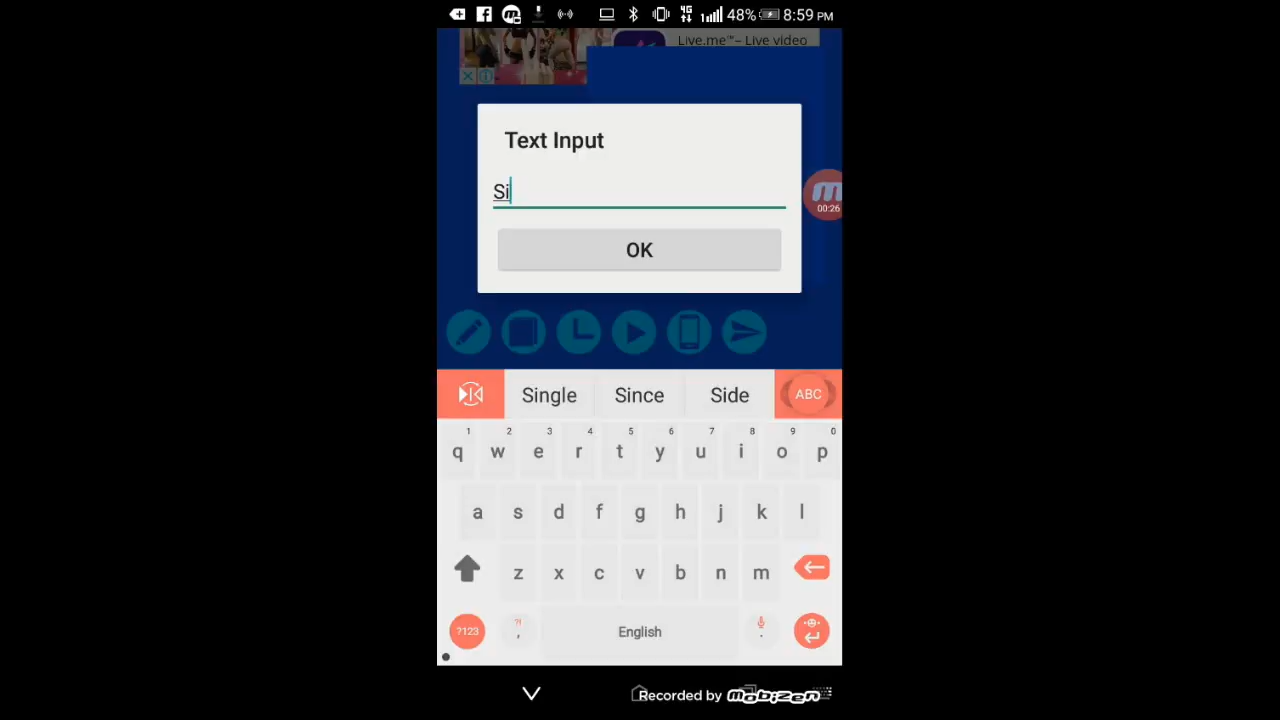 4G 48% 8:59 PM
Live.me™– Live video
Text Input
Si
00:26
OK
Single Since Side ABC
1 2 3 4 5 6 7 8 9 0
q w e r t y u i o p
a s d f g h j k l
z x c v b n m
?123 , English .
Recorded by mobizen